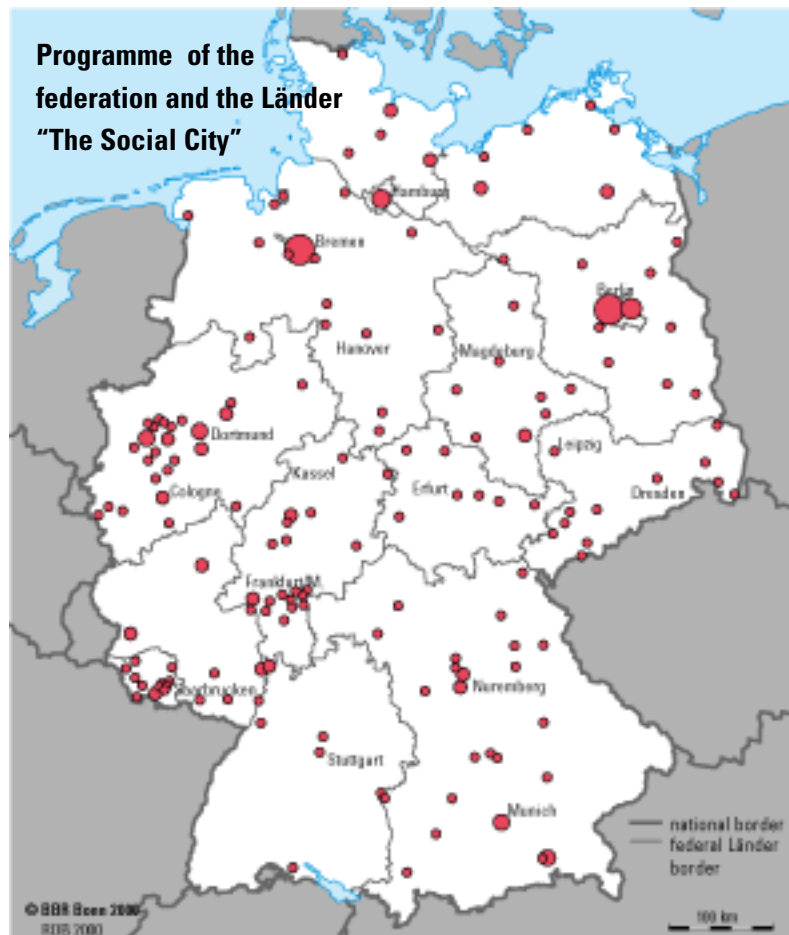 Programme of the
federation and the Länder
“The Social City”
Hamburg
Bremen
Berlin
Hanover
Magdeburg
Dortmund
Leipzig
Kassel
Cologne
Erfurt
Dresden
Frankfurt/M.
Saarbrucken
Nuremberg
Stuttgart
Munich
national border
federal Länder
border
© BBR Bonn 2000
100 km